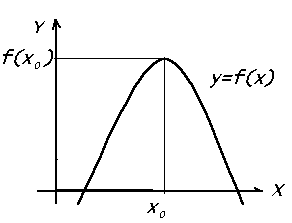 Y
f(x₀)
y=f(x)
X
x₀